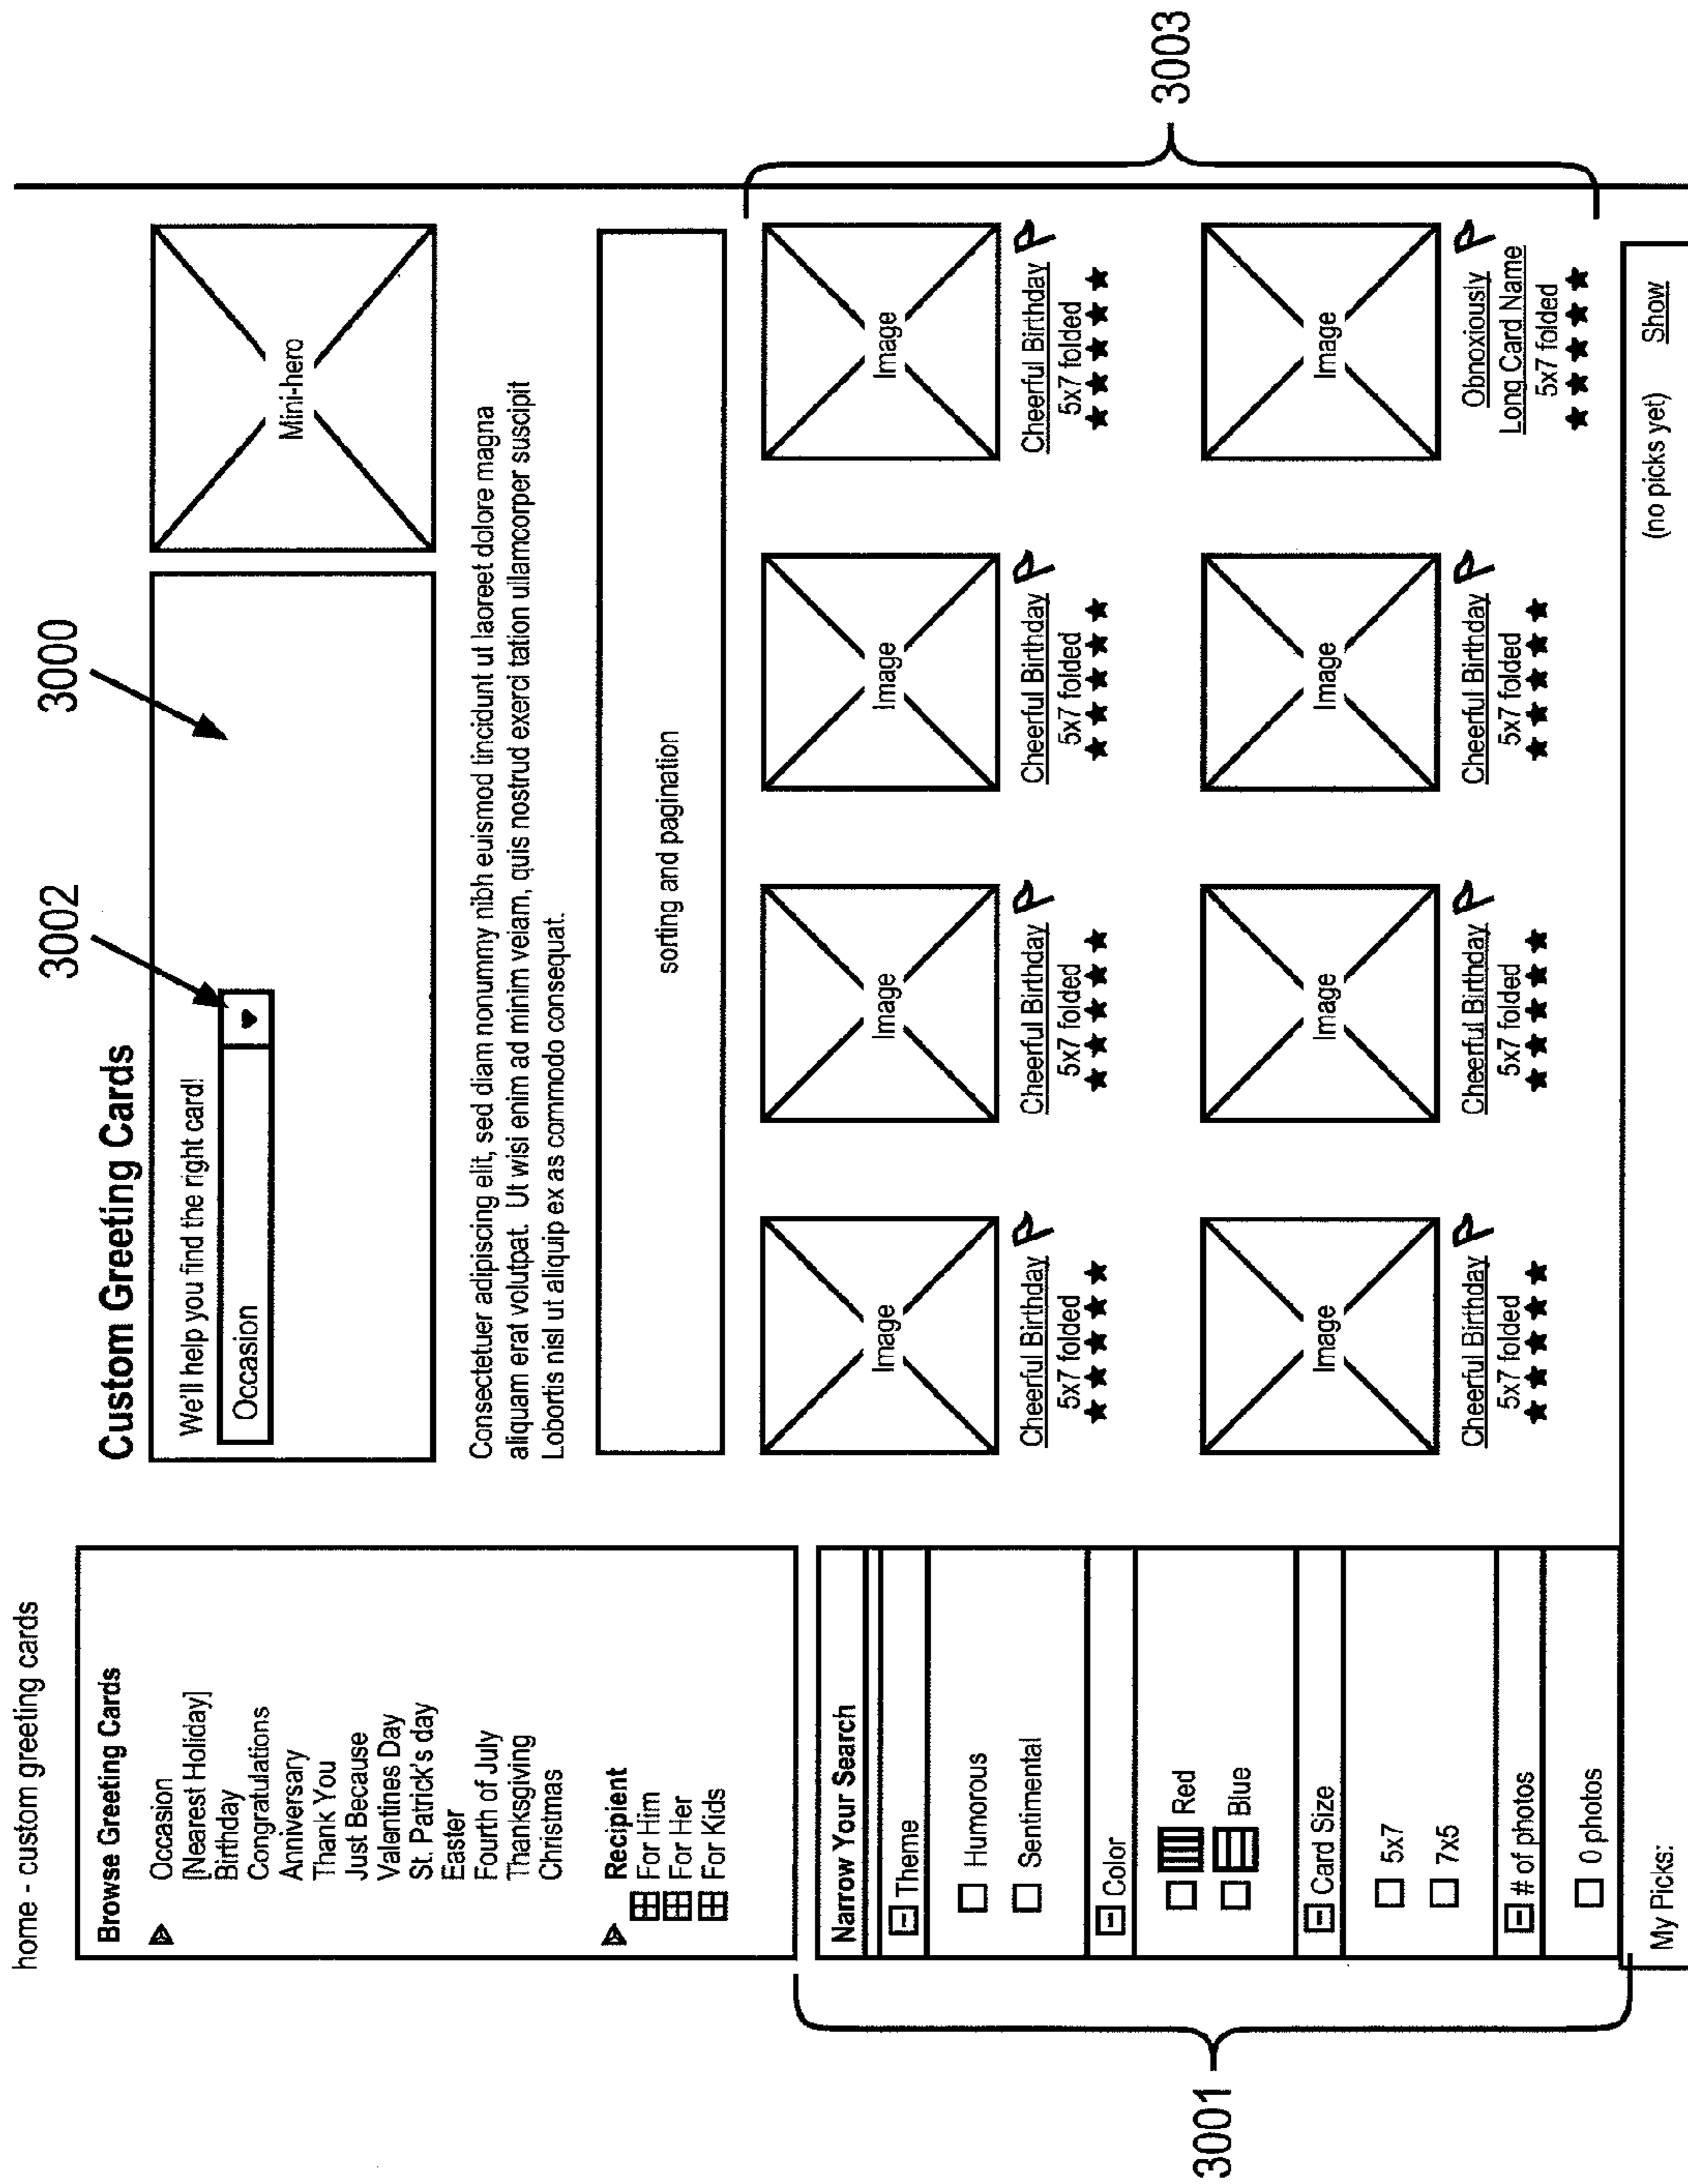 home - custom greeting cards
Browse Greeting Cards
Occasion
[Nearest Holiday]
Birthday
Congratulations
Anniversary
Thank You
Just Because
Valentines Day
St. Patrick's day
Easter
Fourth of July
Thanksgiving
Christmas
Recipient
For Him
For Her
For Kids
Narrow Your Search
Theme
Humorous
Sentimental
Color
Red
Blue
Card Size
5x7
7x5
# of photos
0 photos
3001
Custom Greeting Cards
3002
3000
We'll help you find the right card!
Occasion
Mini-hero
Consectetuer adipiscing elit, sed diam nonummy nibh euismod tincidunt ut laoreet dolore magna
aliquam erat volutpat. Ut wisi enim ad minim velam, quis nostrud exerci tation ullamcorper suscipit
Lobortis nisl ut aliquip ex as commodo consequat.
sorting and pagination
Image
Cheerful Birthday
5x7 folded
Image
Cheerful Birthday
5x7 folded
Image
Cheerful Birthday
5x7 folded
Image
Cheerful Birthday
5x7 folded
Image
Cheerful Birthday
5x7 folded
Image
Cheerful Birthday
5x7 folded
Image
Cheerful Birthday
5x7 folded
Image
Obnoxiously
Long Card Name
5x7 folded
3003
My Picks:
(no picks yet)
Show